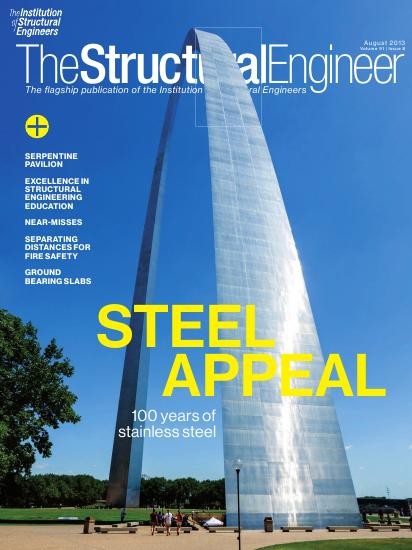 The Institution
of Structural
Engineers
August 2013
Volume 91 | Issue 8
TheStructuralEngineer
The flagship publication of the Institution of Structural Engineers
SERPENTINE
PAVILION
EXCELLENCE IN
STRUCTURAL
ENGINEERING
EDUCATION
NEAR-MISSES
SEPARATING
DISTANCES FOR
FIRE SAFETY
GROUND
BEARING SLABS
STEEL
APPEAL
100 years of
stainless steel